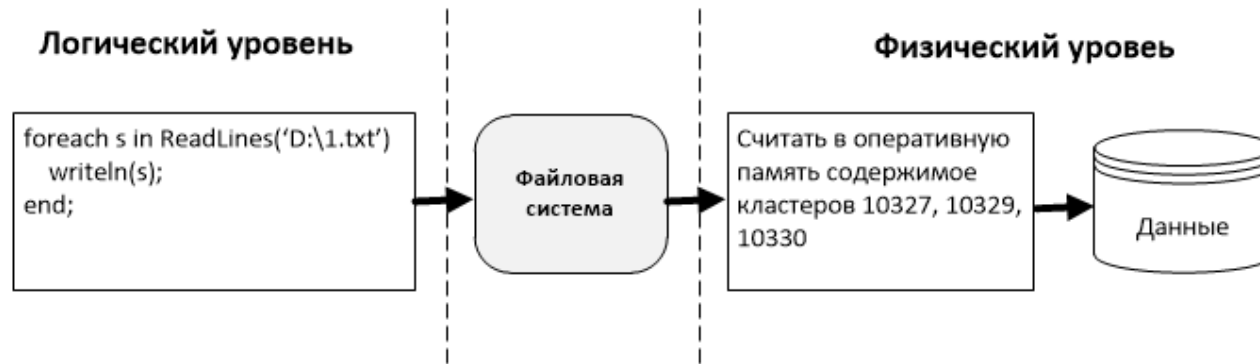 Логический уровень
Физический уровеь
foreach s in ReadLines(‘D:\1.txt’)
writeln(s);
end;
Файловая
система
Считать в оперативную
память содержимое
кластеров 10327, 10329,
10330
Данные